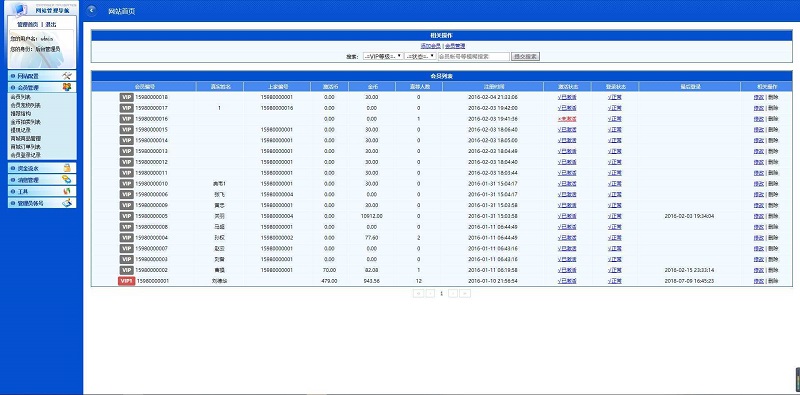 网站管理导航
管理首页 | 退出
您的用户名: admin
您的身份: 后台管理员
网站配置
会员管理
会员列表
会员宠物列表
推荐结构
金币拍卖列表
提现记录
商城商品管理
商城订单列表
会员登录记录
资金流水
消息管理
工具
管理员帐号
网站首页
相关操作
添加会员 | 会员管理
搜索: -=VIP等级=- -=状态=- 会员帐号等模糊搜索 提交搜索
会员列表
会员编号 真实姓名 上家编号 激活币 金币 直荐人数 注册时间 激活状态 登录状态 最后登录 相关操作
VIP 15980000018 15980000001 0.00 30.00 0 2016-02-04 21:33:06 √已激活 √正常 修改 | 删除
VIP 15980000017 1 15980000016 0.00 0.00 0 2016-02-03 19:42:00 √已激活 √正常 修改 | 删除
VIP 15980000016 0.00 0.00 1 2016-02-03 19:41:36 ×未激活 √正常 修改 | 删除
VIP 15980000015 15980000001 0.00 30.00 0 2016-02-03 18:06:40 √已激活 √正常 修改 | 删除
VIP 15980000014 15980000001 0.00 30.00 0 2016-02-03 18:05:00 √已激活 √正常 修改 | 删除
VIP 15980000013 15980000001 0.00 30.00 0 2016-02-03 18:04:49 √已激活 √正常 修改 | 删除
VIP 15980000012 15980000001 0.00 30.00 0 2016-02-03 18:04:40 √已激活 √正常 修改 | 删除
VIP 15980000011 15980000001 0.00 30.00 0 2016-02-03 18:03:44 √已激活 √正常 修改 | 删除
VIP 15980000010 典韦1 15980000001 0.00 30.00 0 2016-01-31 15:04:17 √已激活 √正常 修改 | 删除
VIP 15980000006 张飞 15980000004 0.00 30.00 0 2016-01-31 15:04:17 √已激活 √正常 修改 | 删除
VIP 15980000009 黄忠 15980000001 0.00 30.00 0 2016-01-31 15:03:58 √已激活 √正常 修改 | 删除
VIP 15980000005 关羽 15980000004 0.00 10912.00 0 2016-01-31 15:03:58 √已激活 √正常 2016-02-03 19:34:04 修改 | 删除
VIP 15980000008 马超 15980000001 0.00 0.00 0 2016-01-11 06:44:49 √已激活 √正常 修改 | 删除
VIP 15980000004 孙权 15980000002 0.00 77.60 2 2016-01-11 06:44:49 √已激活 √正常 修改 | 删除
VIP 15980000007 赵云 15980000001 0.00 0.00 0 2016-01-11 06:43:16 √已激活 √正常 修改 | 删除
VIP 15980000003 刘备 15980000001 0.00 0.00 0 2016-01-11 06:43:16 √已激活 √正常 修改 | 删除
VIP 15980000002 曹操 15980000001 70.00 82.08 1 2016-01-11 06:19:58 √已激活 √正常 2016-02-15 23:33:14 修改 | 删除
VIP1 15980000001 479.00 943.56 12 2016-01-10 21:56:54 √已激活 √正常 2018-07-09 16:45:23 修改 | 删除
« ‹ 1 › »